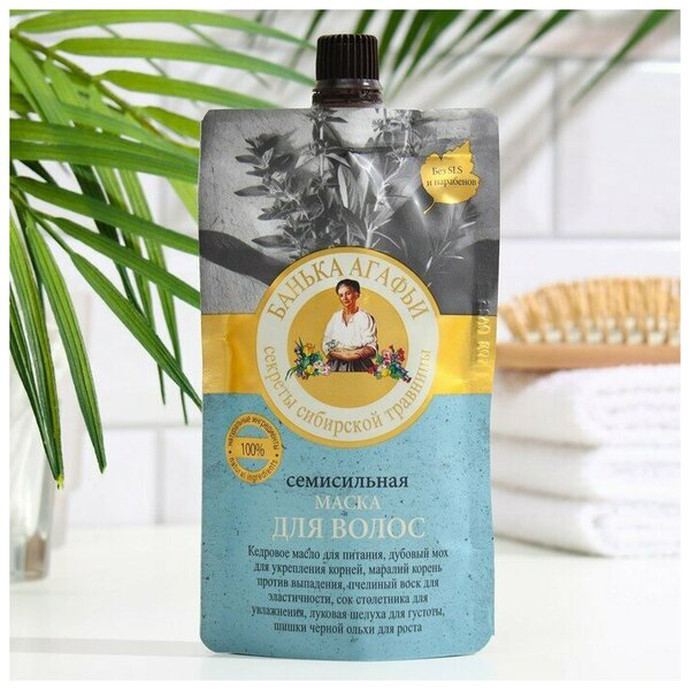 Без SLS
и парабенов
БАНЬКА АГАФЬИ
секреты сибирской травницы
натуральные ингредиенты
100%
natural ingredients
семисильная
МАСКА
ДЛЯ ВОЛОС
Кедровое масло для питания, дубовый мох
для укрепления корней, маралий корень
против выпадения, пчелиный воск для
эластичности, сок столетника для
увлажнения, луковая шелуха для густоты,
шишки черной ольхи для роста